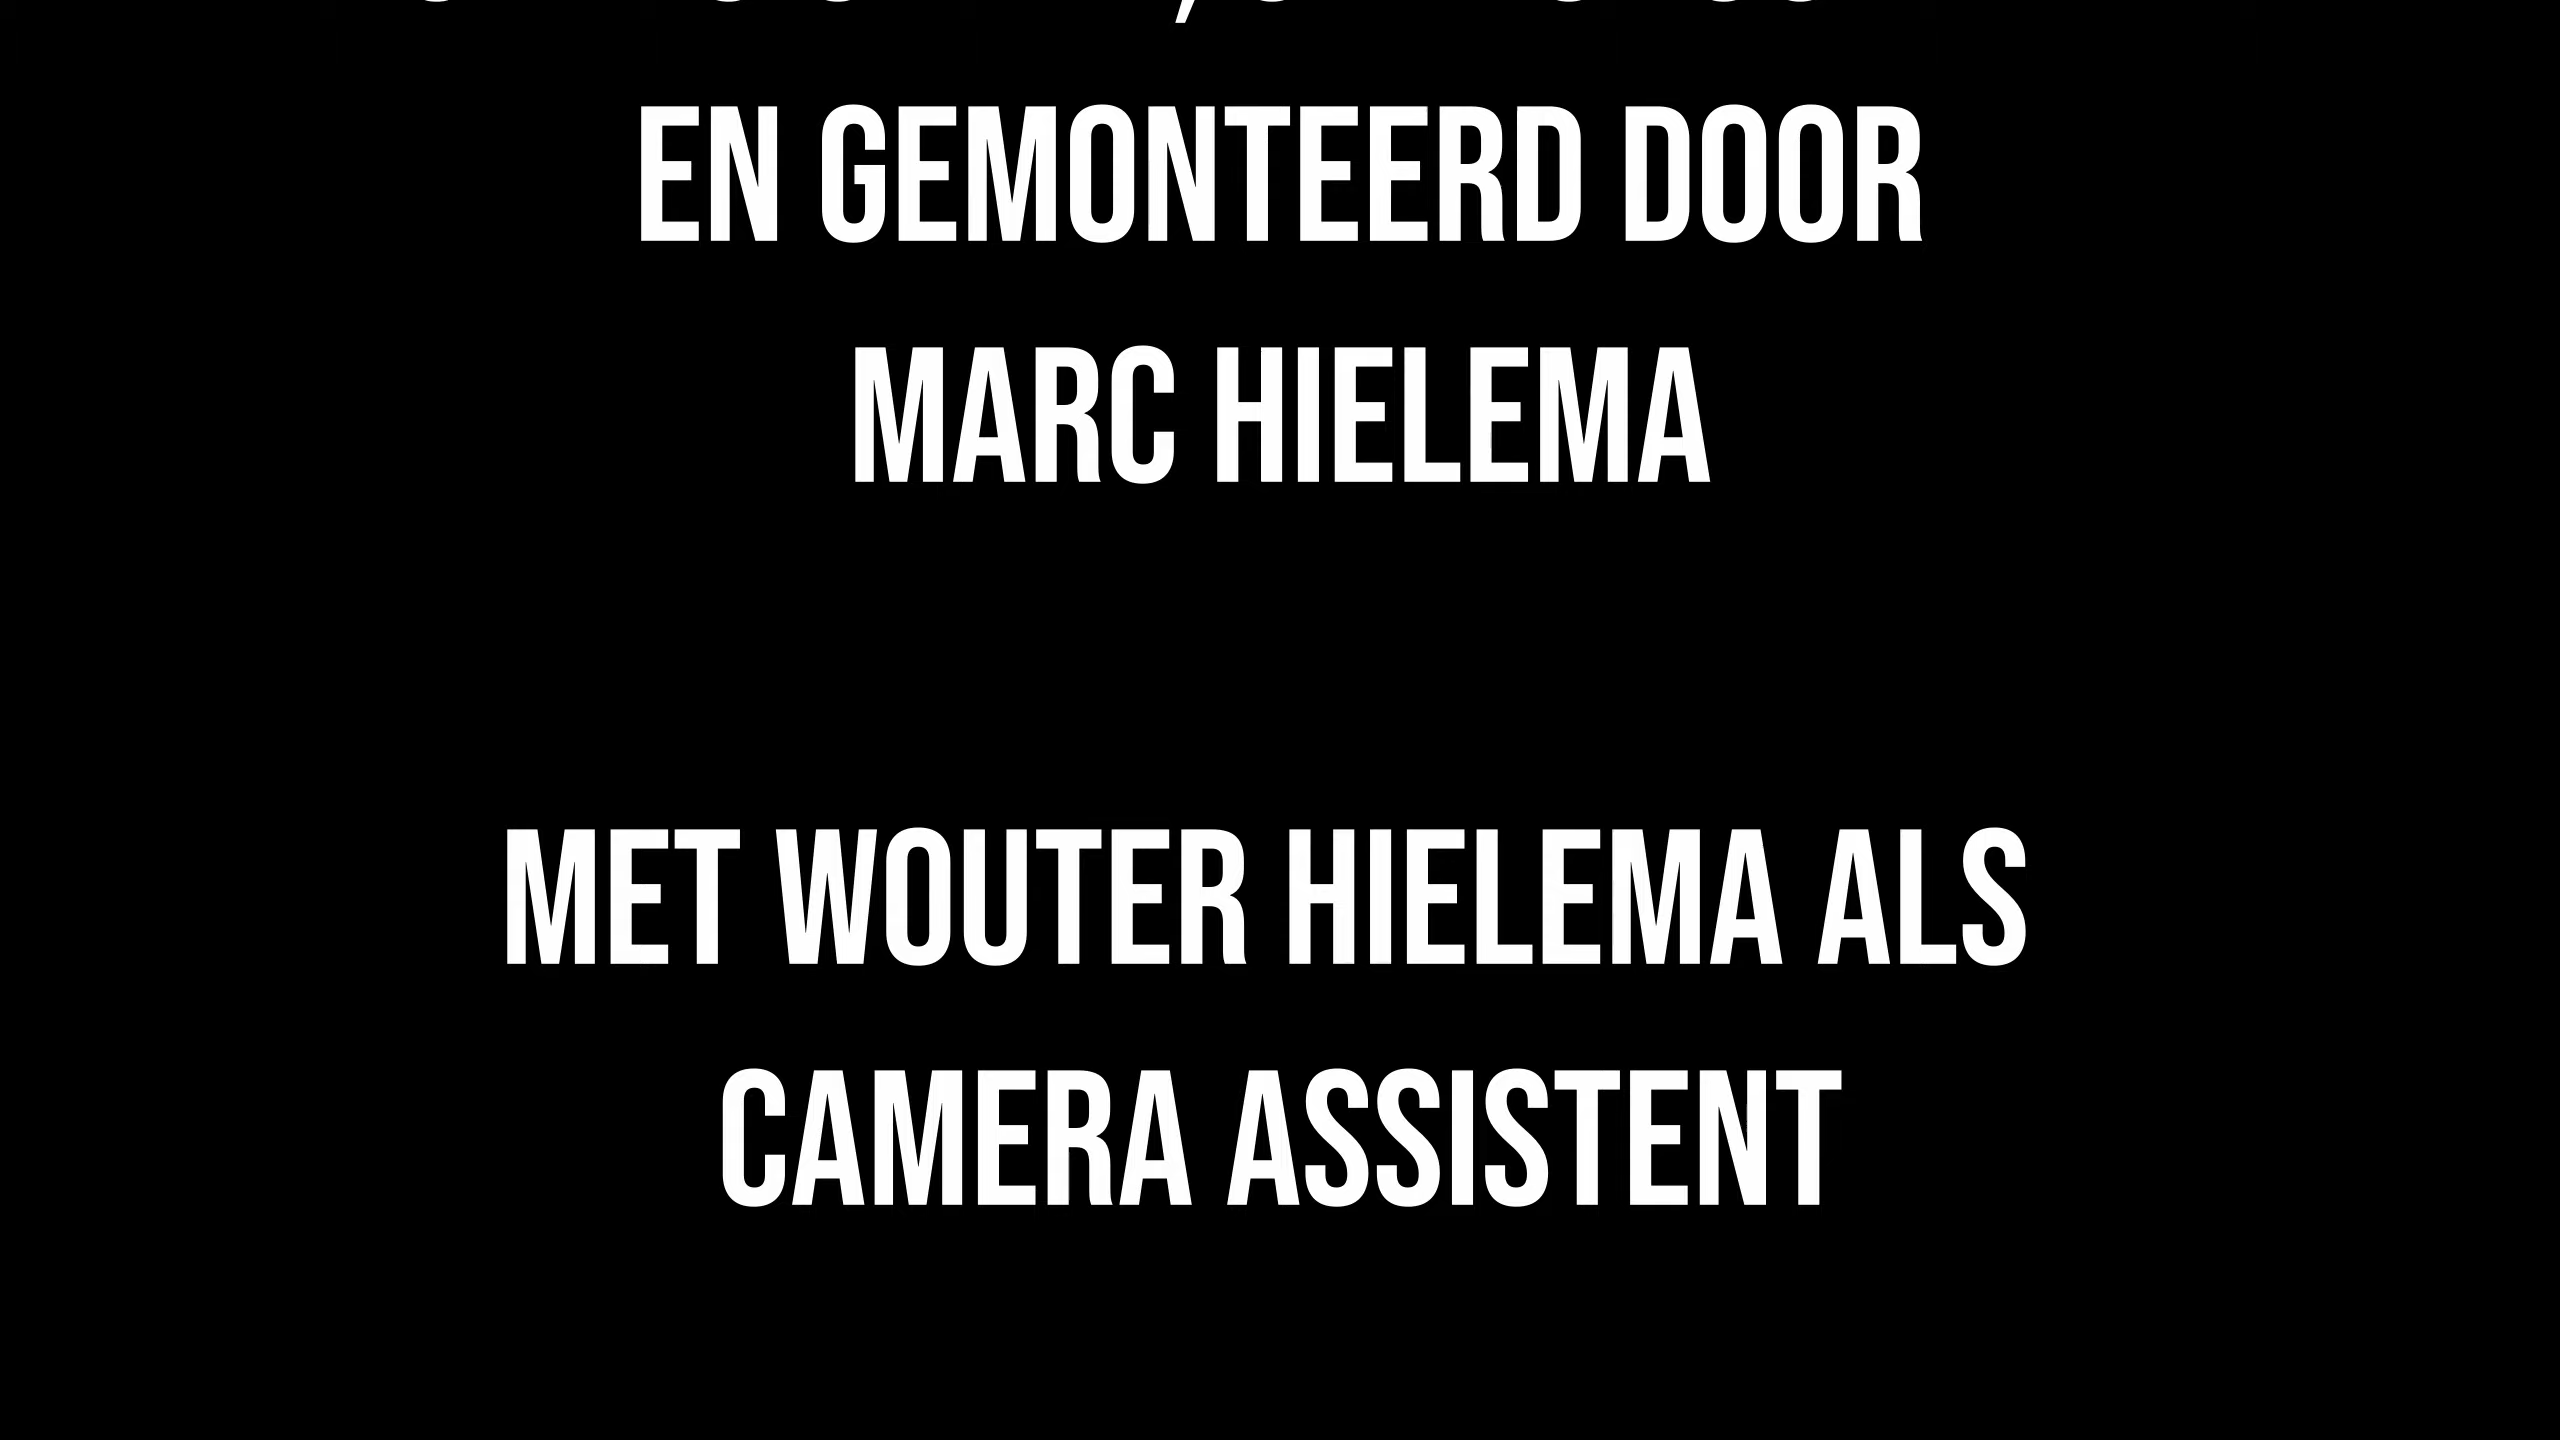 EN GEMONTEERD DOOR
MARC HIELEMA
MET WOUTER HIELEMA ALS
CAMERA ASSISTENT